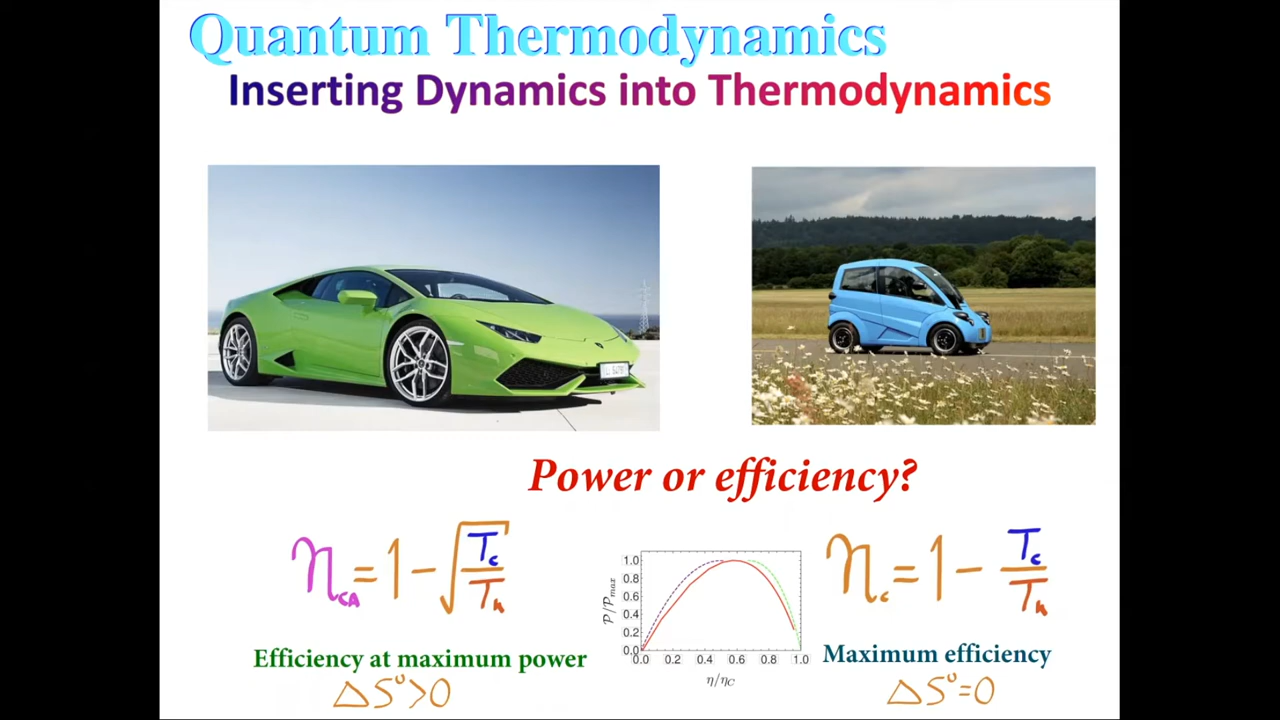 Quantum Thermodynamics
Inserting Dynamics into Thermodynamics
Power or efficiency?
η_CA = 1 - √(T_c/T_h)
η_c = 1 - T_c/T_h
P/P_max
1.0
0.8
0.6
0.4
0.2
0.0
0.0 0.2 0.4 0.6 0.8 1.0
η/η_C
Efficiency at maximum power
Maximum efficiency
ΔS^0>0
ΔS^0=0